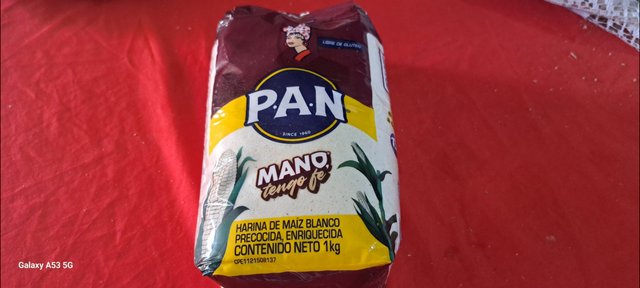 LIBRE DE GLUTEN
P.A.N
SINCE 1960
MANO,
tengo fe
HARINA DE MAÍZ BLANCO
PRECOCIDA, ENRIQUECIDA
CONTENIDO NETO 1kg
CPE1121508137
Galaxy A53 5G